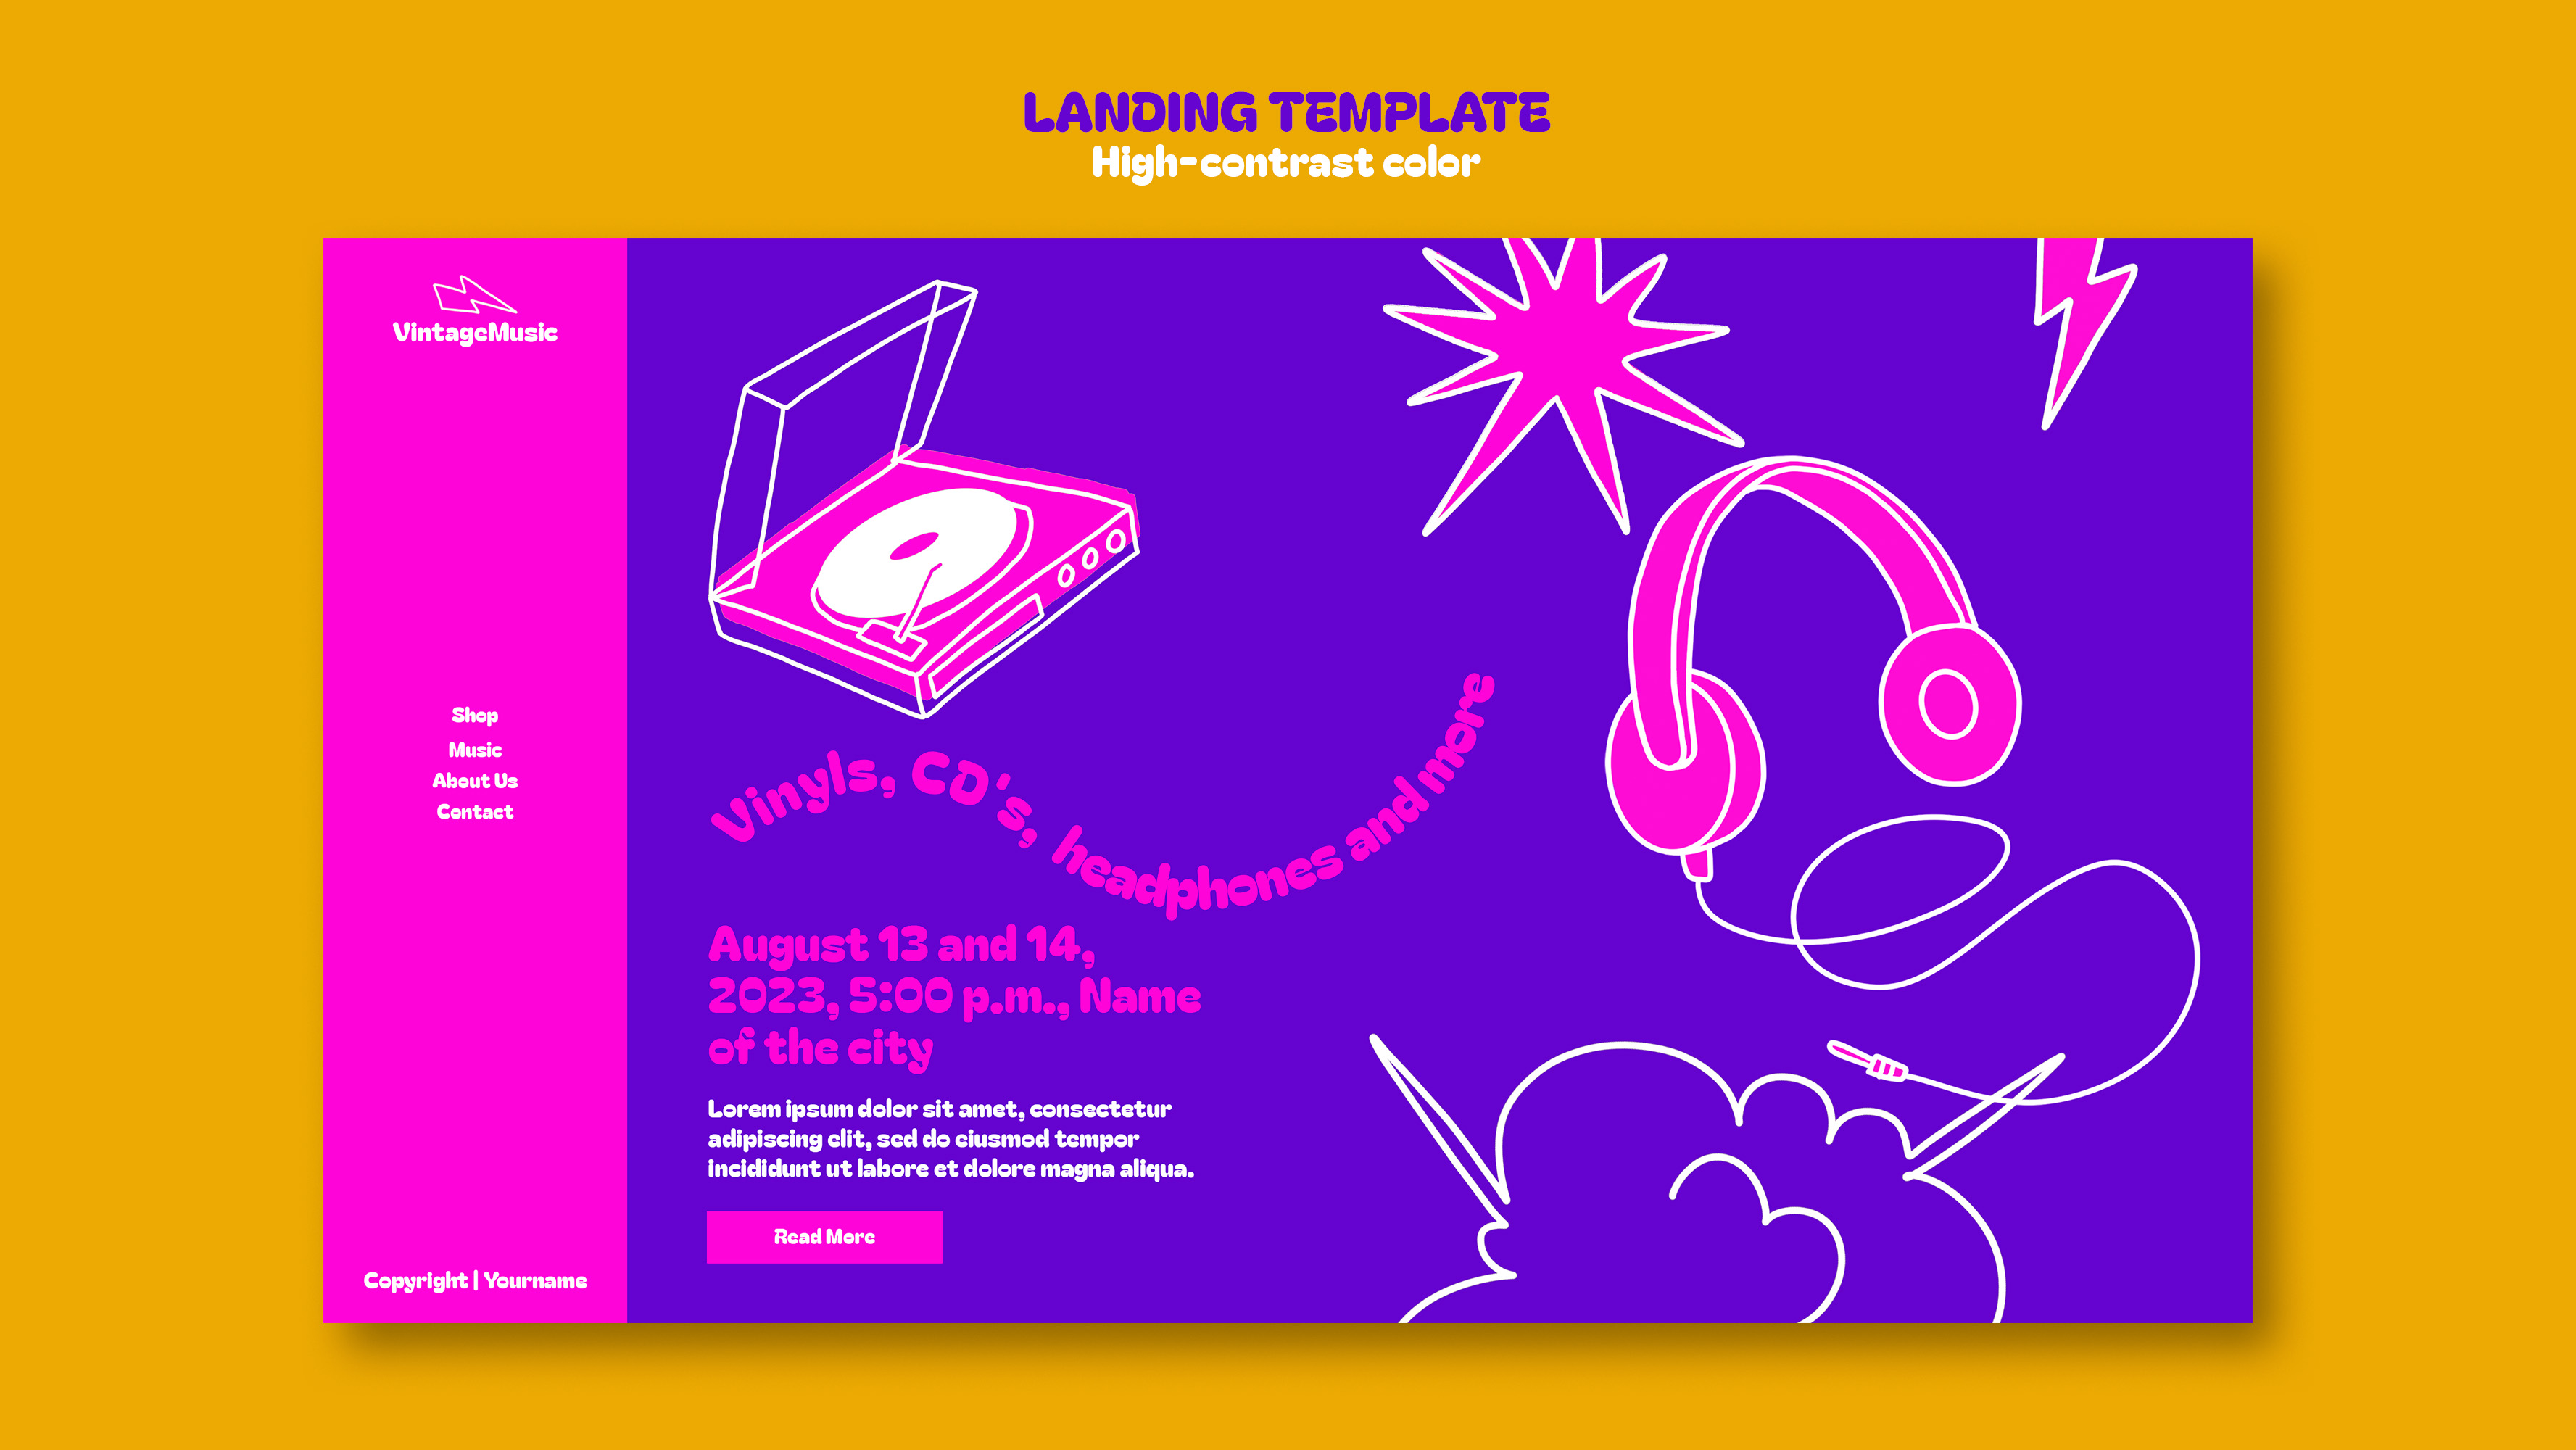 LANDING TEMPLATE
High-contrast color
VintageMusic
Shop
Music
About Us
Contact
Copyright | Yourname
Vinyls, CD's, headphones and more
August 13 and 14,
2023, 5:00 p.m., Name
of the city
Lorem ipsum dolor sit amet, consectetur
adipiscing elit, sed do eiusmod tempor
incididunt ut labore et dolore magna aliqua.
Read More